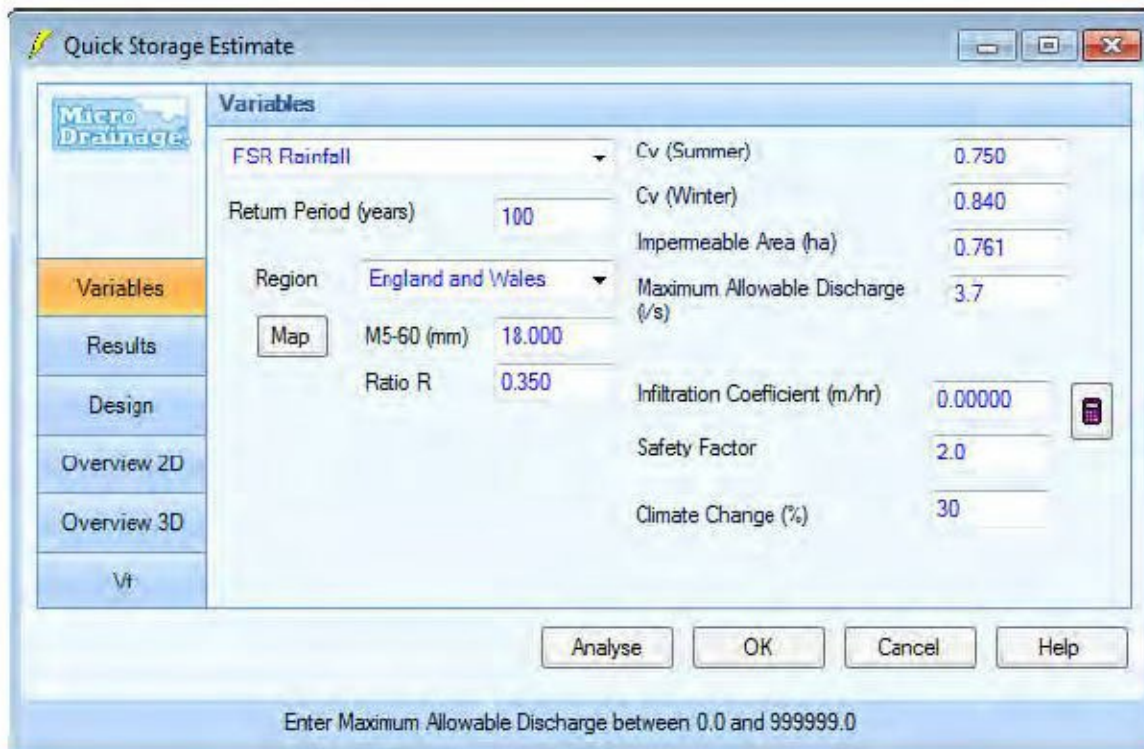 Quick Storage Estimate
Micro
Drainage.
Variables
Results
Design
Overview 2D
Overview 3D
Vt
Variables
FSR Rainfall
Return Period (years) 100
Region England and Wales
Map M5-60 (mm) 18.000
Ratio R 0.350
Cv (Summer) 0.750
Cv (Winter) 0.840
Impermeable Area (ha) 0.761
Maximum Allowable Discharge 3.7
(l/s)
Infiltration Coefficient (m/hr) 0.00000
Safety Factor 2.0
Climate Change (%) 30
Analyse OK Cancel Help
Enter Maximum Allowable Discharge between 0.0 and 999999.0